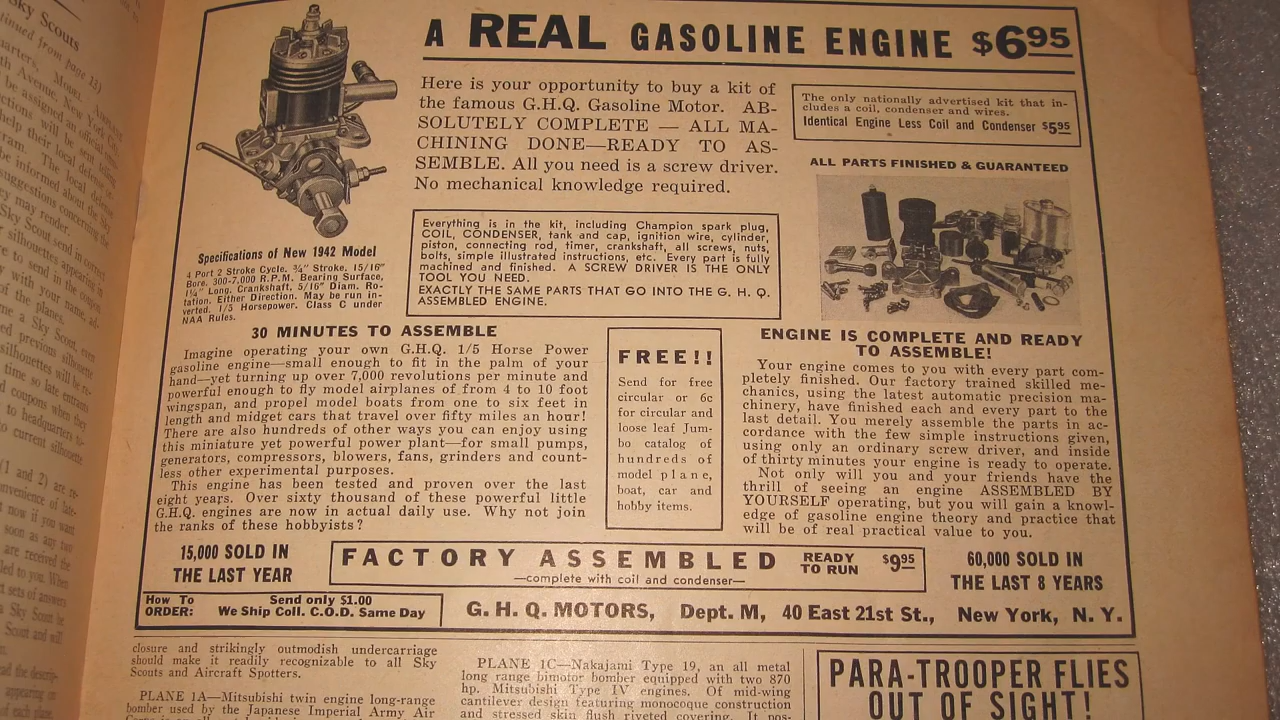 Sky Scouts
A REAL GASOLINE ENGINE $6.95
Here is your opportunity to buy a kit of
the famous G.H.Q. Gasoline Motor. AB-
SOLUTELY COMPLETE — ALL MA-
CHINING DONE—READY TO AS-
SEMBLE. All you need is a screw driver.
No mechanical knowledge required.
The only nationally advertised kit that in-
cludes a coil, condenser and wires.
Identical Engine Less Coil and Condenser $5.95
ALL PARTS FINISHED & GUARANTEED
Everything is in the kit, including Champion spark plug,
COIL, CONDENSER, tank and cap, ignition wire, cylinder,
piston, connecting rod, timer, crankshaft, all screws, nuts,
bolts, simple illustrated instructions, etc. Every part is fully
machined and finished. A SCREW DRIVER IS THE ONLY
TOOL YOU NEED.
EXACTLY THE SAME PARTS THAT GO INTO THE G. H. Q.
ASSEMBLED ENGINE.
Specifications of New 1942 Model
4 Port 2 Stroke Cycle. ¾" Stroke. 15/16"
Bore. 300-7,000 R.P.M. Bearing Surface,
1¼" Long. Crankshaft, 5/16" Diam. Ro-
tation. Either Direction. May be run in-
verted. 1/5 Horsepower. Class C under
NAA Rules.
30 MINUTES TO ASSEMBLE
Imagine operating your own G.H.Q. 1/5 Horse Power
gasoline engine—small enough to fit in the palm of your
hand—yet turning up over 7,000 revolutions per minute and
powerful enough to fly model airplanes of from 4 to 10 foot
wingspan, and propel model boats from one to six feet in
length and midget cars that travel over fifty miles an hour!
There are also hundreds of other ways you can enjoy using
this miniature yet powerful power plant—for small pumps,
generators, compressors, blowers, fans, grinders and count-
less other experimental purposes.
This engine has been tested and proven over the last
eight years. Over sixty thousand of these powerful little
G.H.Q. engines are now in actual daily use. Why not join
the ranks of these hobbyists?
FREE!!
Send for free
circular or 6c
for circular and
loose leaf Jum-
bo catalog of
hundreds of
model plane,
boat, car and
hobby items.
ENGINE IS COMPLETE AND READY
TO ASSEMBLE!
Your engine comes to you with every part com-
pletely finished. Our factory trained skilled me-
chanics, using the latest automatic precision ma-
chinery, have finished each and every part to the
last detail. You merely assemble the parts in ac-
cordance with the few simple instructions given,
using only an ordinary screw driver, and inside
of thirty minutes your engine is ready to operate.
Not only will you and your friends have the
thrill of seeing an engine ASSEMBLED BY
YOURSELF operating, but you will gain a knowl-
edge of gasoline engine theory and practice that
will be of real practical value to you.
15,000 SOLD IN
THE LAST YEAR
FACTORY ASSEMBLED READY TO RUN $9.95
—complete with coil and condenser—
60,000 SOLD IN
THE LAST 8 YEARS
How To ORDER:
Send only $1.00
We Ship Coll. C.O.D. Same Day
G. H. Q. MOTORS, Dept. M, 40 East 21st St., New York, N. Y.
closure and strikingly outmodish undercarriage
should make it readily recognizable to all Sky
Scouts and Aircraft Spotters.
PLANE 1A—Mitsubishi twin engine long-range
bomber used by the Japanese Imperial Army Air
PLANE 1C—Nakajami Type 19, an all metal
long range bimotor bomber equipped with two 870
hp. Mitsubishi Type IV engines. Of mid-wing
cantilever design featuring monocoque construction
and stressed skin flush riveted covering. It pos-
PARA-TROOPER FLIES
OUT OF SIGHT!